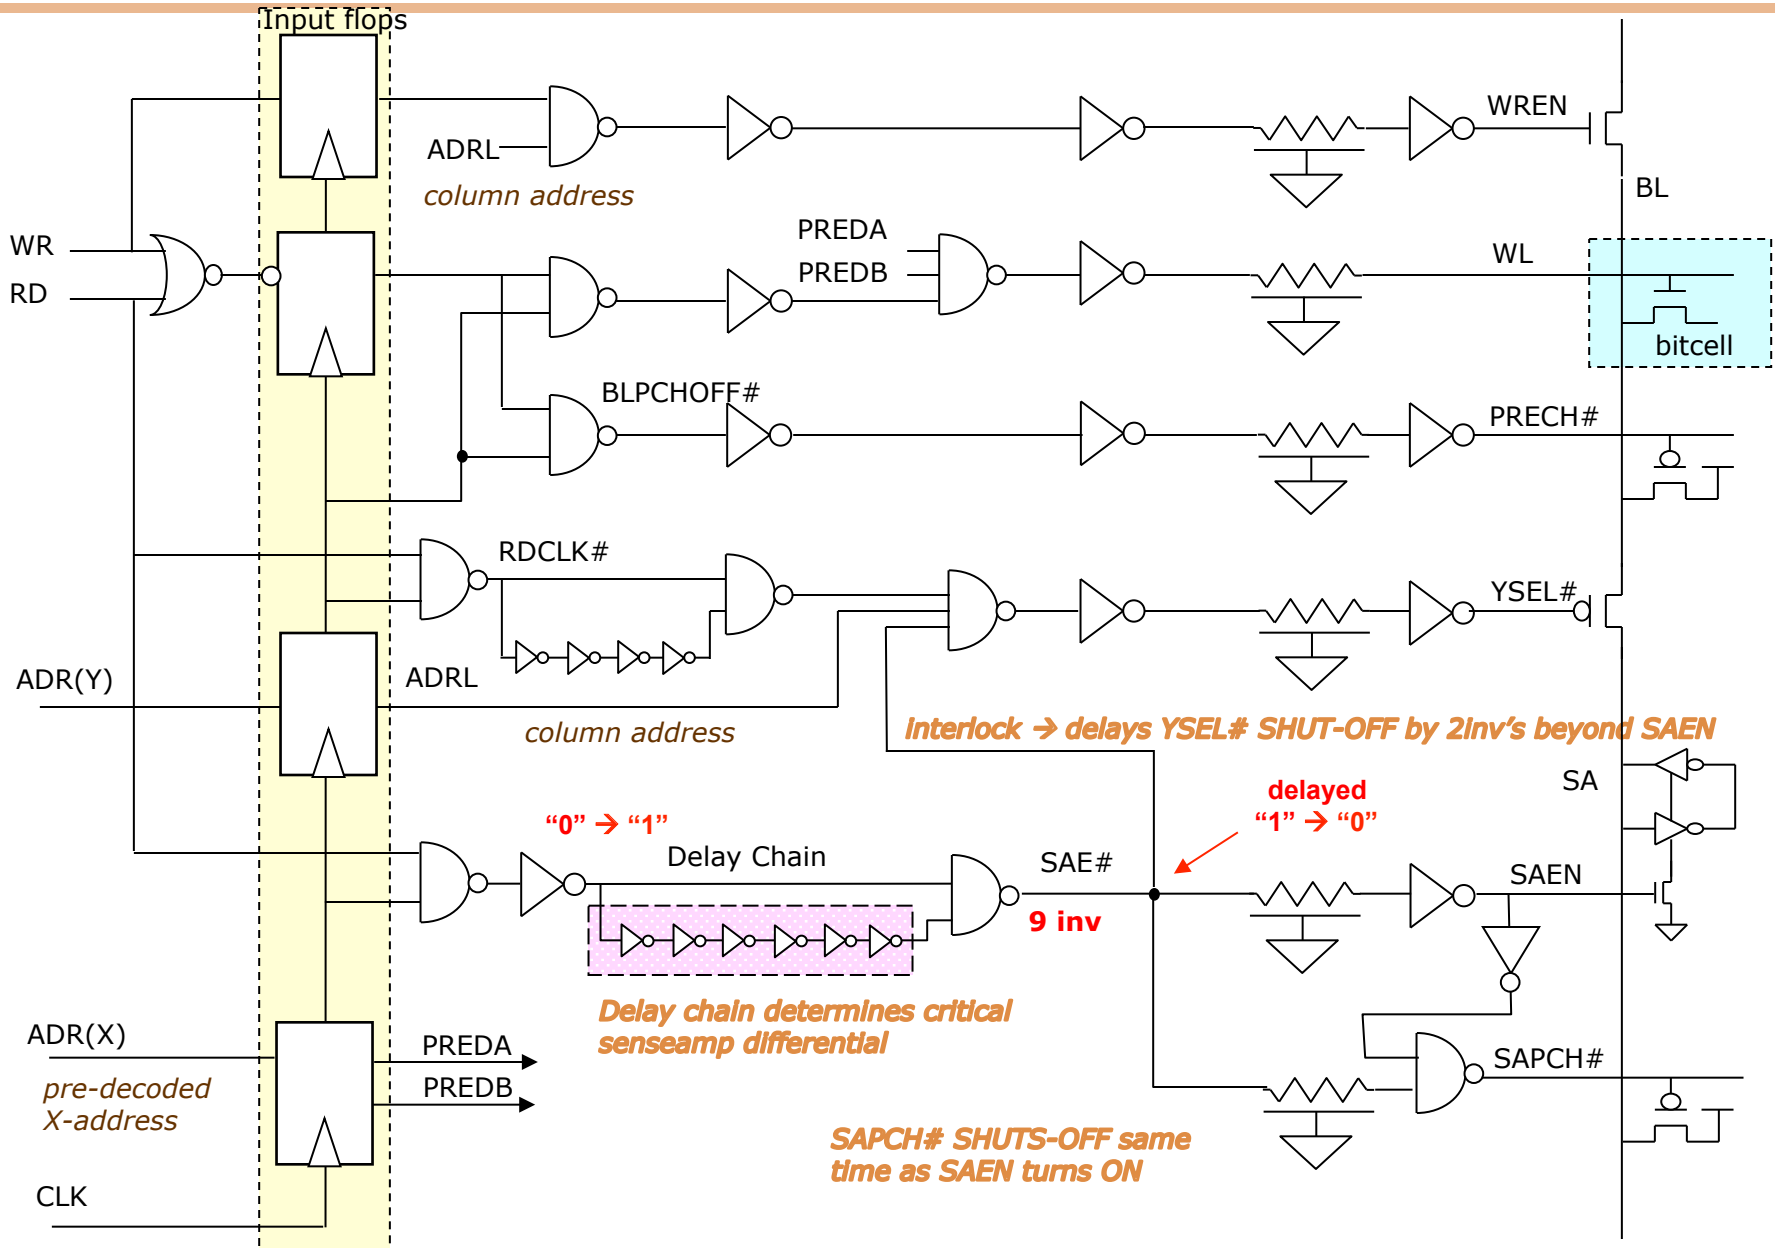 Input flops
WREN
ADRL
column address
BL
WR
RD
PREDA
PREDB
WL
bitcell
BLPCHOFF#
PRECH#
RDCLK#
YSEL#
ADR(Y)
ADRL
column address
interlock → delays YSEL# SHUT-OFF by 2inv's beyond SAEN
SA
delayed
“1” → “0”
“0” → “1”
Delay Chain
SAE#
SAEN
9 inv
Delay chain determines critical
senseamp differential
ADR(X)
pre-decoded
X-address
PREDA
PREDB
SAPCH#
SAPCH# SHUTS-OFF same
time as SAEN turns ON
CLK